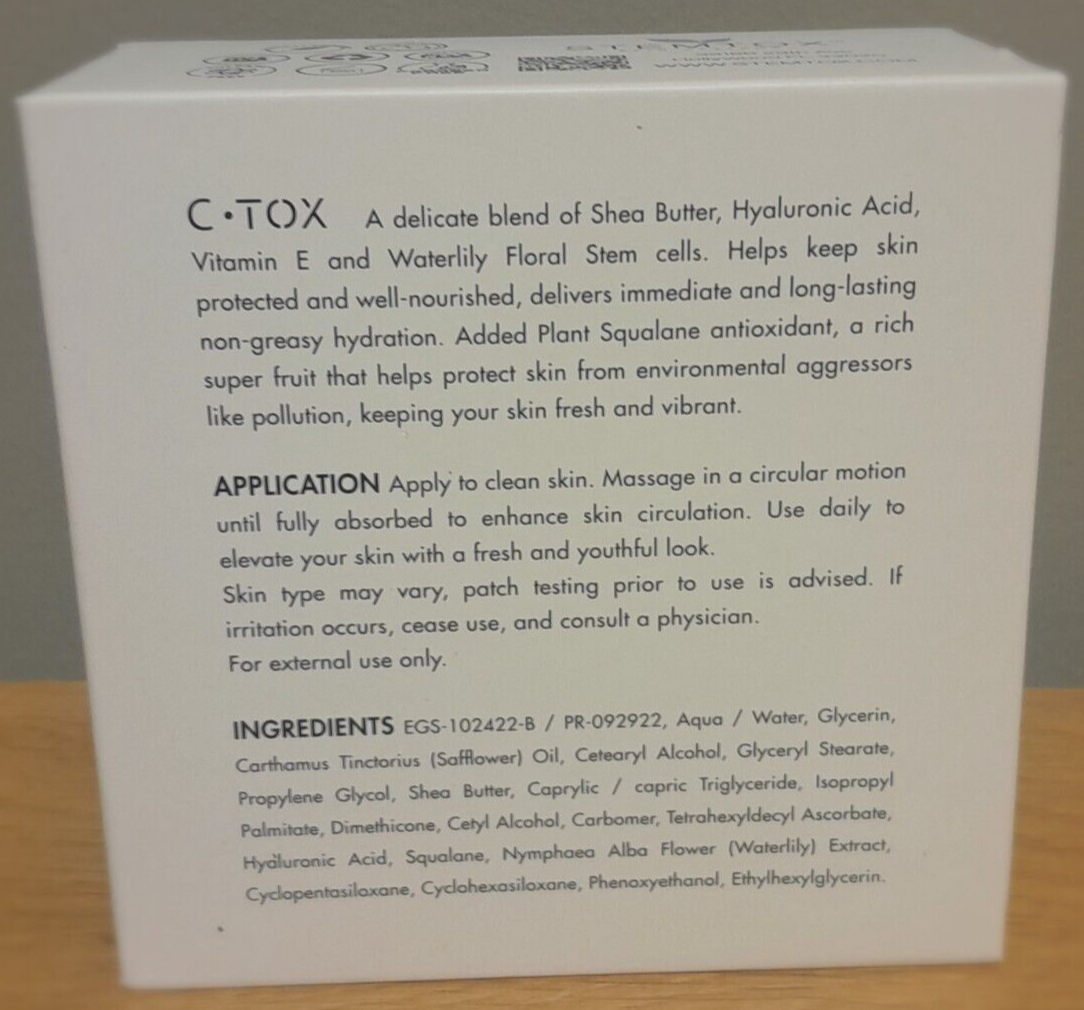 STEMTOX
WWW.STEMTOX.COM
C•TOX A delicate blend of Shea Butter, Hyaluronic Acid,
Vitamin E and Waterlily Floral Stem cells. Helps keep skin
protected and well-nourished, delivers immediate and long-lasting
non-greasy hydration. Added Plant Squalane antioxidant, a rich
super fruit that helps protect skin from environmental aggressors
like pollution, keeping your skin fresh and vibrant.
APPLICATION Apply to clean skin. Massage in a circular motion
until fully absorbed to enhance skin circulation. Use daily to
elevate your skin with a fresh and youthful look.
Skin type may vary, patch testing prior to use is advised. If
irritation occurs, cease use, and consult a physician.
For external use only.
INGREDIENTS EGS-102422-B / PR-092922, Aqua / Water, Glycerin,
Carthamus Tinctorius (Safflower) Oil, Cetearyl Alcohol, Glyceryl Stearate,
Propylene Glycol, Shea Butter, Caprylic / capric Triglyceride, Isopropyl
Palmitate, Dimethicone, Cetyl Alcohol, Carbomer, Tetrahexyldecyl Ascorbate,
Hyaluronic Acid, Squalane, Nymphaea Alba Flower (Waterlily) Extract,
Cyclopentasiloxane, Cyclohexasiloxane, Phenoxyethanol, Ethylhexylglycerin.